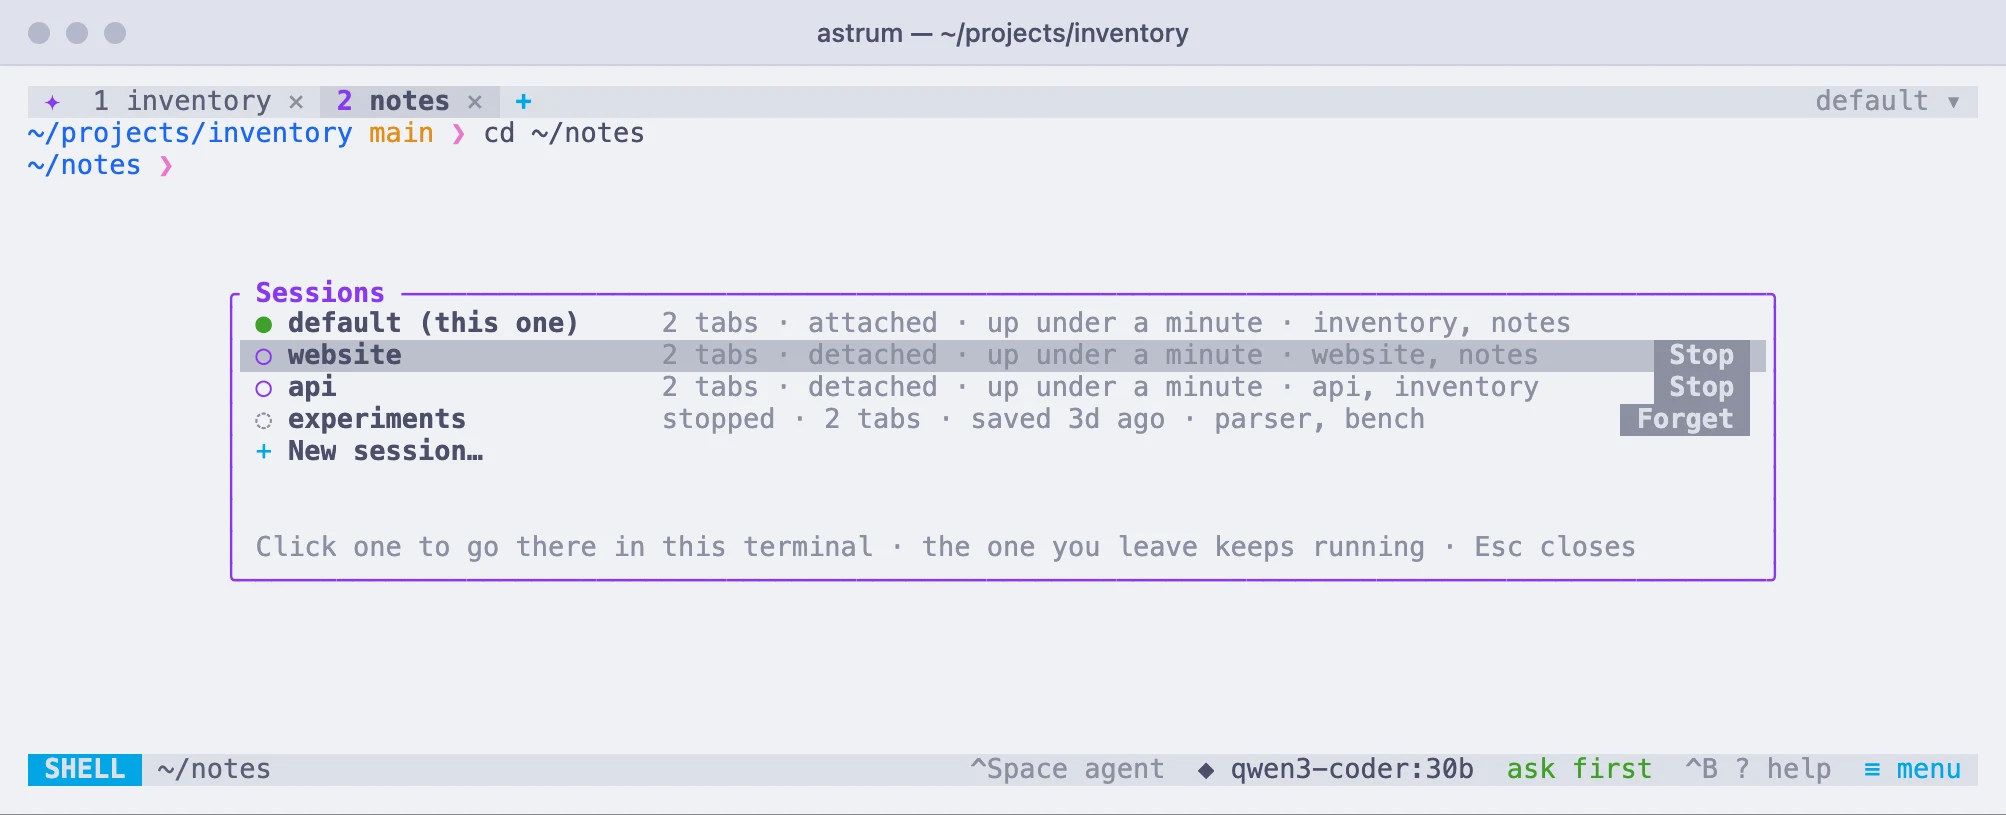 astrum — ~/projects/inventory
✦ 1 inventory × 2 notes × + default ▾
~/projects/inventory main ❯ cd ~/notes
~/notes ❯
Sessions
● default (this one) 2 tabs · attached · up under a minute · inventory, notes
○ website 2 tabs · detached · up under a minute · website, notes Stop
○ api 2 tabs · detached · up under a minute · api, inventory Stop
◌ experiments stopped · 2 tabs · saved 3d ago · parser, bench Forget
+ New session…
Click one to go there in this terminal · the one you leave keeps running · Esc closes
SHELL ~/notes ^Space agent ◆ qwen3-coder:30b ask first ^B ? help ≡ menu